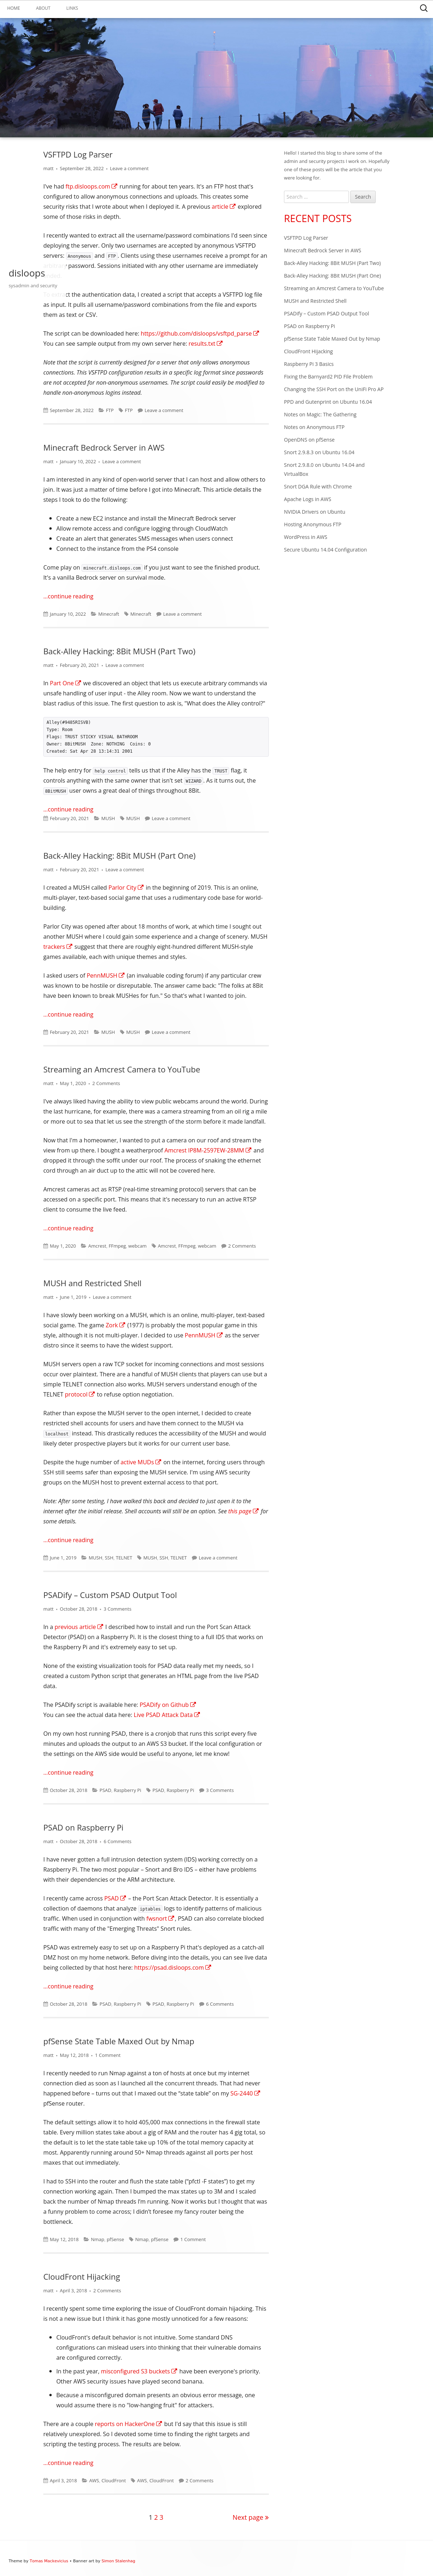 HOME ABOUT LINKS
VSFTPD Log Parser
matt • September 28, 2022 • Leave a comment
I've had ftp.disloops.com running for about ten years. It's an FTP host that's
configured to allow anonymous connections and uploads. This creates some
security risks that I wrote about when I deployed it. A previous article explored
some of these risks in depth.
I recently wanted to extract all the username/password combinations I'd seen since
deploying the server. Only Encrypted FTP connections are allowed
servers: Anonymous and FTP. Clients using these usernames receive a prompt for an
password. Sessions initiated with any other username are immediately
disloops
sysadmin and security
ct the authentication data, I created a script that accepts a VSFTPD log file
as input. It pulls all username/password combinations from the file and exports
them as text or CSV.
The script can be downloaded here: https://github.com/disloops/vsftpd_parse
You can see sample output from my own server here: results.txt
Note that the script is currently designed for a server that only allows anonymous
connections. This VSFTPD configuration results in specific log format since passwords
are not accepted for non-anonymous usernames. The script could easily be modified to
handle non-anonymous logins instead.
September 28, 2022 FTP FTP Leave a comment
Minecraft Bedrock Server in AWS
matt • January 10, 2022 • Leave a comment
I am interested in any kind of open-world game that I can host and allow others to
join. It was just a matter of time before I got into Minecraft. This article details the
steps to:
• Create a new EC2 instance and install the Minecraft Bedrock server
• Allow remote access and configure logging through CloudWatch
• Create an alert that generates SMS messages when users connect
• Connect to the instance from the PS4 console
Come play on minecraft.disloops.com if you just want to see the finished product.
It's a vanilla Bedrock server on survival mode.
...continue reading
January 10, 2022 Minecraft Minecraft Leave a comment
Back-Alley Hacking: 8Bit MUSH (Part Two)
matt • February 20, 2021 • Leave a comment
In Part One we discovered an object that lets us execute arbitrary commands via
unsafe handling of user input - the Alley room. Now we want to understand the
blast radius of the issue. The first question to ask is, "What does the Alley control?"
Alley(#9485RZSVB)
Type: Room
Flags: TRANSPARENT STICKY VISUAL BATHROOM
Owner: 8BitMUSH Zone: NOTHING Coins: 0
Created: Sat Apr 28 13:14:31 2001
The help entry for help control tells us that if the Alley has the TRUST flag, it
controls anything with the same owner that isn't set WIZARD. As it turns out, the
8BitMUSH user owns a great deal of things throughout 8Bit.
...continue reading
February 20, 2021 MUSH MUSH Leave a comment
Back-Alley Hacking: 8Bit MUSH (Part One)
matt • February 20, 2021 • Leave a comment
I created a MUSH called Parlor City in the beginning of 2019. This is an online,
multi-player, text-based social game that uses a rudimentary code base for world-
building.
Parlor City was opened after about 18 months of work, at which time I sought out
another MUSH where I could gain some experience and a change of scenery. MUSH
trackers suggest that there are roughly eight-hundred different MUSH-style
games available, each with unique themes and styles.
I asked users of PennMUSH (an invaluable coding forum) if any particular crew
was known to be hostile or disreputable. The answer came back: "The folks at 8Bit
have been known to break MUSHes for fun." So that's what I wanted to join.
...continue reading
February 20, 2021 MUSH MUSH Leave a comment
Streaming an Amcrest Camera to YouTube
matt • May 1, 2020 • 2 Comments
I've always liked having the ability to view public webcams around the world. During
the last hurricane, for example, there was a camera streaming from an oil rig a mile
or more out to sea that let us see the strength of the storm before it made landfall.
Now that I'm a homeowner, I wanted to put a camera on our roof and stream the
view from up there. I bought a weatherproof Amcrest IP8M-2597EW-28MM and
dropped it through the soffit under our roof. The process of snaking the ethernet
cord through an air duct up to the attic will not be covered here.
Amcrest cameras act as RTSP (real-time streaming protocol) servers that can be
accessed on a specific port. This means that it's necessary to run an active RTSP
client to consume the live feed.
...continue reading
May 1, 2020 Amcrest, FFmpeg, webcam Amcrest, FFmpeg, webcam 2 Comments
MUSH and Restricted Shell
matt • June 1, 2019 • Leave a comment
I have slowly been working on a MUSH, which is an online, multi-player, text-based
social game. The game Zork (1977) is probably the most popular game in this
style, although it is not multi-player. I decided to use PennMUSH as the server
distro since it seems to have the widest support.
MUSH servers open a raw TCP socket for incoming connections and most sessions
occur over plaintext. There are a handful of MUSH clients that players can use but a
simple TELNET connection also works. MUSH servers understand enough of the
TELNET protocol to refuse option negotiation.
Rather than expose the MUSH server to the open internet, I decided to create
restricted shell accounts for users and have them connect to the MUSH via
localhost instead. This drastically reduces the accessibility of the MUSH and would
likely deter prospective players but it works for our current user base.
Despite the huge number of active MUDs on the internet, forcing users through
SSH still seems safer than exposing the MUSH service. I'm using AWS security
groups on the MUSH host to prevent external access to that port.
Note: After some testing, I have walked this back and decided to just open it to the
internet after the initial release. Shell accounts will still be an option. See this page for
some details.
...continue reading
June 1, 2019 MUSH, SSH, TELNET MUSH, SSH, TELNET Leave a comment
PSADify – Custom PSAD Output Tool
matt • October 28, 2018 • 3 Comments
In a previous article I described how to install and run the Port Scan Attack
Detector (PSAD) on a Raspberry Pi. It is the closest thing to a full IDS that works on
the Raspberry Pi and it's extremely easy to set up.
None of the existing visualization tools for PSAD data really met my needs, so I
created a custom Python script that generates an HTML page from the live PSAD
data.
The PSADify script is available here: PSADify on Github
You can see the actual data here: Live PSAD Attack Data
On my own host running PSAD, there is a cronjob that runs this script every five
minutes and uploads the output to an AWS S3 bucket. If the local configuration or
the settings on the AWS side would be useful to anyone, let me know!
...continue reading
October 28, 2018 PSAD, Raspberry Pi PSAD, Raspberry Pi 3 Comments
PSAD on Raspberry Pi
matt • October 28, 2018 • 6 Comments
I have never gotten a full intrusion detection system (IDS) working correctly on a
Raspberry Pi. The two most popular – Snort and Bro IDS – either have problems
with their dependencies or the ARM architecture.
I recently came across PSAD – the Port Scan Attack Detector. It is essentially a
collection of daemons that analyze iptables logs to identify patterns of malicious
traffic. When used in conjunction with fwsnort, PSAD can also correlate blocked
traffic with many of the "Emerging Threats" Snort rules.
PSAD was extremely easy to set up on a Raspberry Pi that's deployed as a catch-all
DMZ host on my home network. Before diving into the details, you can see live data
being collected by that host here: https://psad.disloops.com
...continue reading
October 28, 2018 PSAD, Raspberry Pi PSAD, Raspberry Pi 6 Comments
pfSense State Table Maxed Out by Nmap
matt • May 12, 2018 • 1 Comment
I recently needed to run Nmap against a ton of hosts at once but my internet
connection died as soon as I launched all the concurrent threads. That had never
happened before – turns out that I maxed out the "state table" on my SG-2440
pfSense router.
The default settings allow it to hold 405,000 max connections in the firewall state
table. Every million states take about a gig of RAM and the router has 4 gig total, so
the default is to let the state table take up 10% of the total memory capacity at
most. Apparently running around 50+ Nmap threads against all ports per host
maxes that out immediately.
I had to SSH into the router and flush the state table ("pfctl -F states") to get my
connection working again. Then I bumped the max states up to 3M and I scaled
back the number of Nmap threads I'm running. Now it works but I thought that was
a funny place to choke; I didn't foresee my fancy router being the
bottleneck.
May 12, 2018 Nmap, pfSense Nmap, pfSense 1 Comment
CloudFront Hijacking
matt • April 3, 2018 • 2 Comments
I recently spent some time exploring the issue of CloudFront domain hijacking. This
is not a new issue but I think it has gone mostly unnoticed for a few reasons:
• CloudFront's default behavior is not intuitive. Some standard DNS
configurations can mislead users into thinking that their vulnerable domains
are configured correctly.
• In the past year, misconfigured S3 buckets have been everyone's priority.
Other AWS security issues have played second banana.
• Because a misconfigured domain presents an obvious error message, one
would assume there is no "low-hanging fruit" for attackers.
There are a couple reports on HackerOne but I'd say that this issue is still
relatively unexplored. So I devoted some time to finding the right targets and
scripting the testing process. The results are below.
...continue reading
April 3, 2018 AWS, CloudFront AWS, CloudFront 2 Comments
1 2 3 Next page »
Hello! I started this blog to share some of the
admin and security projects I work on. Hopefully
one of these posts will be the article that you
were looking for.
Search ... Search
RECENT POSTS
VSFTPD Log Parser
Minecraft Bedrock Server in AWS
Back-Alley Hacking: 8Bit MUSH (Part Two)
Back-Alley Hacking: 8Bit MUSH (Part One)
Streaming an Amcrest Camera to YouTube
MUSH and Restricted Shell
PSADify – Custom PSAD Output Tool
PSAD on Raspberry Pi
pfSense State Table Maxed Out by Nmap
CloudFront Hijacking
Raspberry Pi 3 Basics
Fixing the Barnyard2 PID File Problem
Changing the SSH Port on the UniFi Pro AP
PPD and Gutenprint on Ubuntu 16.04
Notes on Magic: The Gathering
Notes on Anonymous FTP
OpenDNS on pfSense
Snort 2.9.8.3 on Ubuntu 16.04
Snort 2.9.8.0 on Ubuntu 14.04 and
VirtualBox
Snort DGA Rule with Chrome
Apache Logs in AWS
NVIDIA Drivers on Ubuntu
Hosting Anonymous FTP
WordPress in AWS
Secure Ubuntu 14.04 Configuration
Theme by Tomas Mackevicius • Banner art by Simon Stalenhag